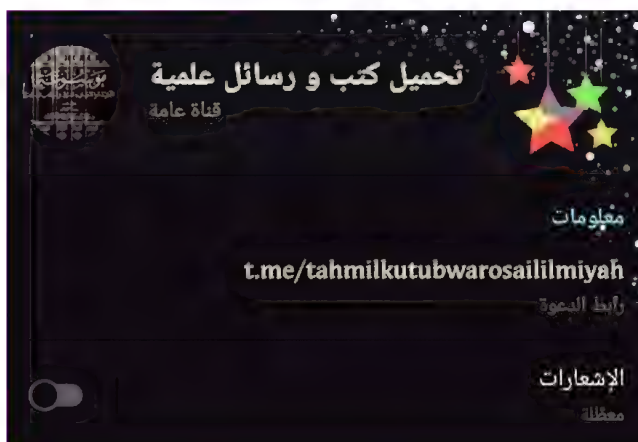 تحميل كتب و رسائل علمية
قناة عامة
معلومات
t.me/tahmilkutubwarosaililmiyah
رابط الدعوة
الإشعارات
معطلة